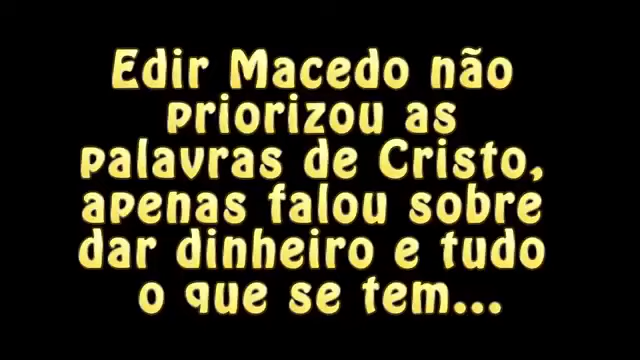 Edir Macedo não
priorizou as
palavras de Cristo,
apenas falou sobre
dar dinheiro e tudo
o que se tem...